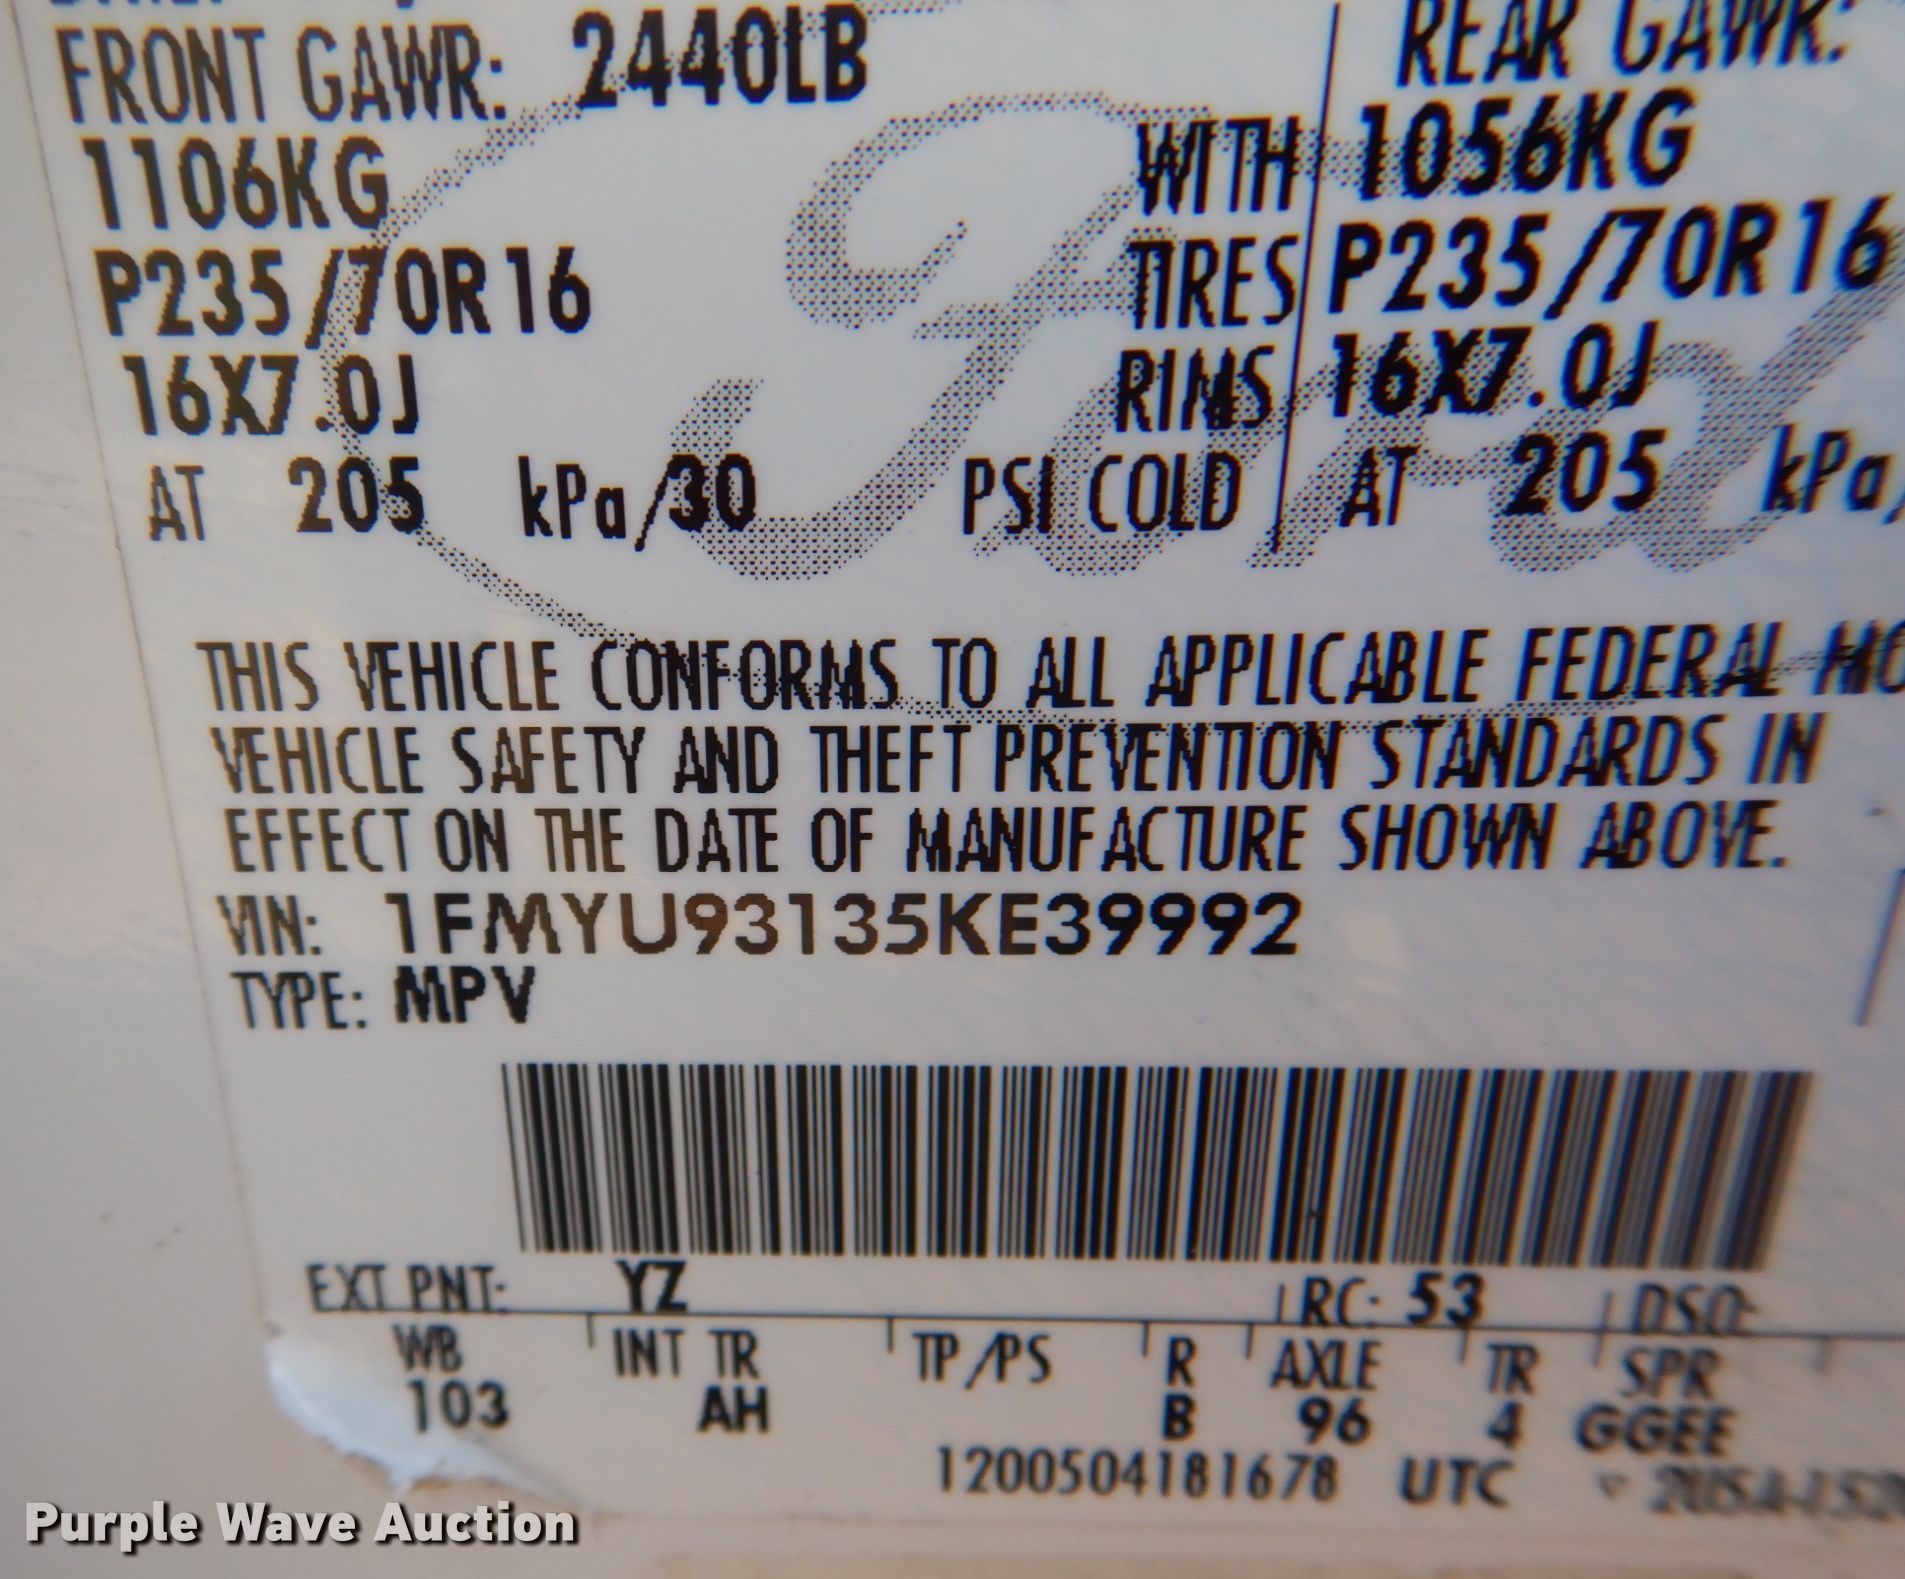 FRONT GAWR: 2440LB REAR GAWR:
1106KG WITH 1056KG
P235/70R16 TIRES P235/70R16
16X7.0J RIMS 16X7.0J
AT 205 kPa/30 PSI COLD AT 205 kPa/
Ford
THIS VEHICLE CONFORMS TO ALL APPLICABLE FEDERAL MO
VEHICLE SAFETY AND THEFT PREVENTION STANDARDS IN
EFFECT ON THE DATE OF MANUFACTURE SHOWN ABOVE.
VIN: 1FMYU93135KE39992
TYPE: MPV
EXT PNT: YZ RC: 53 DSO:
WB INT TR TP/PS R AXLE TR SPR
103 AH B 96 4 GGEE
1200504181678 UTC
Purple Wave Auction